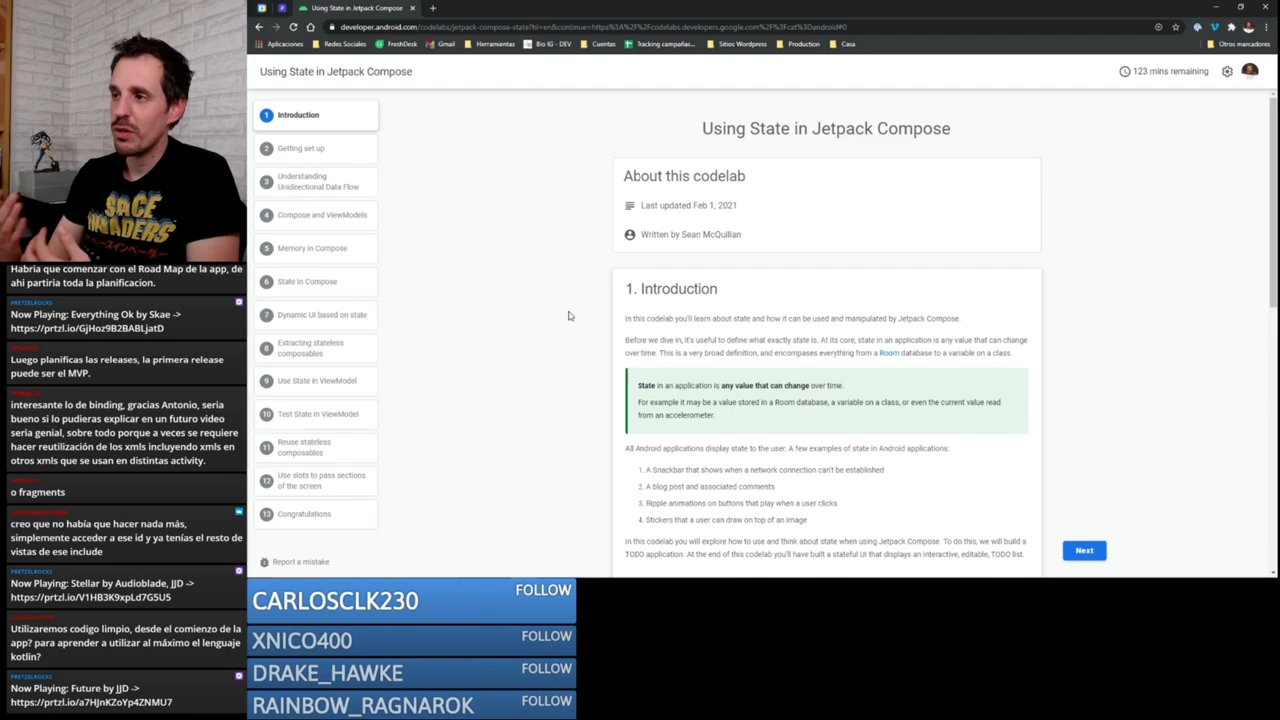 Using State in Jetpack Compose
developer.android.com/codelabs/jetpack-compose-state?hl=en&continue=https%3A%2F%2Fcodelabs.developers.google.com%2F%3Fcat%3Dandroid#0
Aplicaciones
Redes Sociales
FreshDesk
Gmail
Herramientas
Bio IG - DEV
Cuentas
Tracking campañas...
Sitios Wordpress
Production
Casa
Otros marcadores
Using State in Jetpack Compose
123 mins remaining
1 Introduction
2 Getting set up
3 Understanding
Unidirectional Data Flow
4 Compose and ViewModels
5 Memory in Compose
6 State in Compose
7 Dynamic UI based on state
8 Extracting stateless
composables
9 Use State in ViewModel
10 Test State in ViewModel
11 Reuse stateless
composables
12 Use slots to pass sections
of the screen
13 Congratulations
Report a mistake
Using State in Jetpack Compose
About this codelab
Last updated Feb 1, 2021
Written by Sean McQuillan
1. Introduction
In this codelab you'll learn about state and how it can be used and manipulated by Jetpack Compose.
Before we dive in, it's useful to define what exactly state is. At its core, state in an application is any value that can change
over time. This is a very broad definition, and encompasses everything from a Room database to a variable on a class.
State in an application is any value that can change over time.
For example it may be a value stored in a Room database, a variable on a class, or even the current value read
from an accelerometer.
All Android applications display state to the user. A few examples of state in Android applications:
1. A Snackbar that shows when a network connection can't be established
2. A blog post and associated comments
3. Ripple animations on buttons that play when a user clicks
4. Stickers that a user can draw on top of an image
In this codelab you will explore how to use and think about state when using Jetpack Compose. To do this, we will build a
TODO application. At the end of this codelab you'll have built a stateful UI that displays an interactive, editable, TODO list.
Next
SPACE
INVADERS
Habria que comenzar con el Road Map de la app, de
ahi partiria toda la planificacion.
PRETZELROCKS
Now Playing: Everything Ok by Skae ->
https://prtzl.io/GjHoz9B2BABLjatD
Luego planificas las releases, la primera release
puede ser el MVP.
interesante lo de binding, gracias Antonio, seria
bueno si lo pudieras explicar en un futuro video
seria genial, sobre todo porque a veces se requiere
hacer reutilización de los xmls incluyendo xmls en
otros xmls que se usan en distintas activity.
o fragments
creo que no había que hacer nada más,
simplemente acceder a ese id y ya tenías el resto de
vistas de ese include
PRETZELROCKS
Now Playing: Stellar by Audioblade, JJD ->
https://prtzl.io/V1HB3K9xpLd7G5U5
Utilizaremos codigo limpio, desde el comienzo de la
app? para aprender a utilizar al máximo el lenguaje
kotlin?
PRETZELROCKS
Now Playing: Future by JJD ->
https://prtzl.io/a7HJnKZoYp4ZNMU7
CARLOSCLK230 FOLLOW
XNICO400 FOLLOW
DRAKE_HAWKE FOLLOW
RAINBOW_RAGNAROK FOLLOW